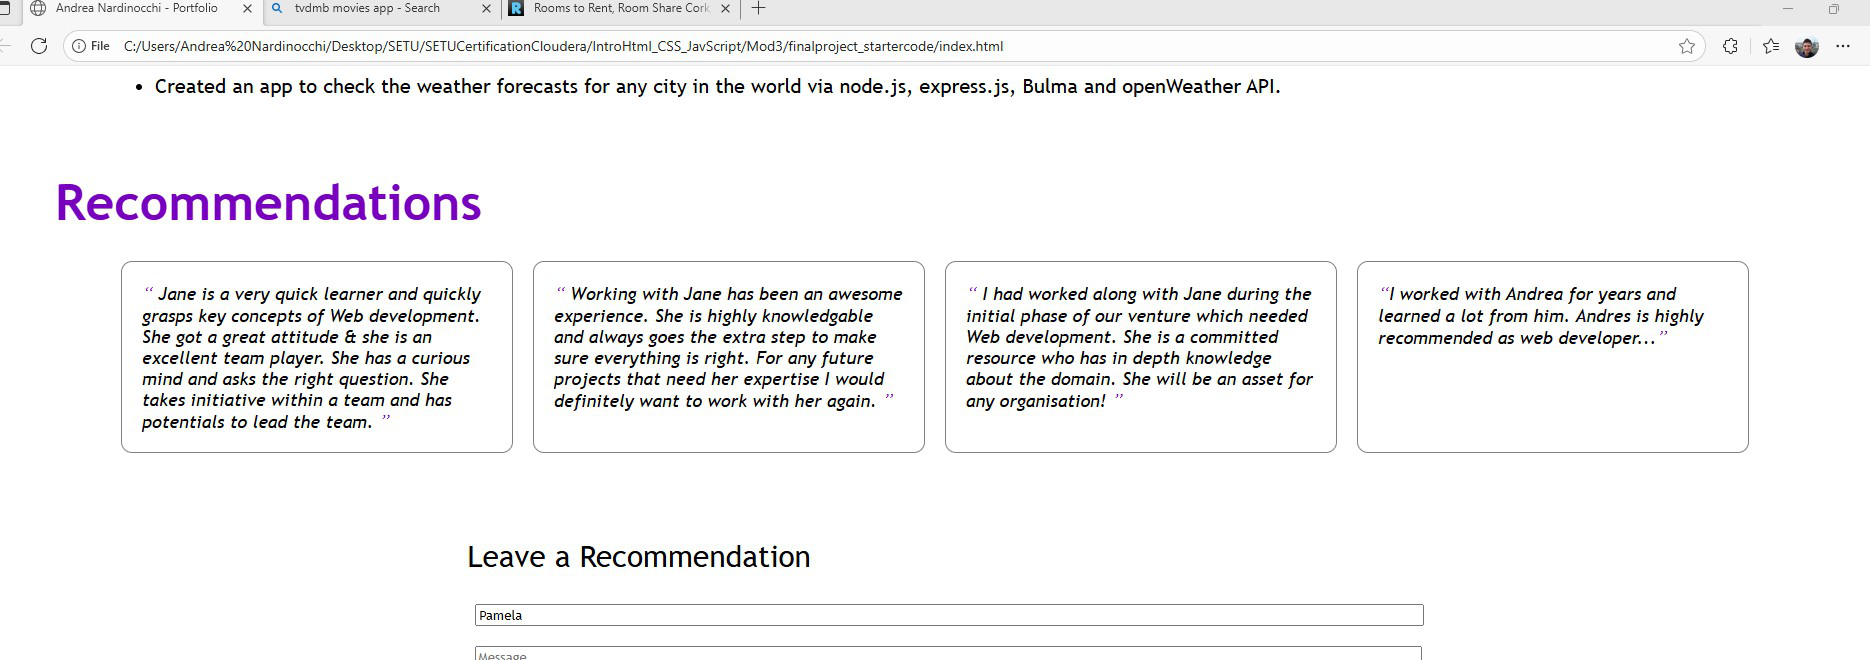 Andrea Nardinocchi - Portfolio
tvdmb movies app - Search
Rooms to Rent, Room Share Cork
File C:/Users/Andrea%20Nardinocchi/Desktop/SETU/SETUCertificationCloudera/IntroHtml_CSS_JavScript/Mod3/finalproject_startercode/index.html
• Created an app to check the weather forecasts for any city in the world via node.js, express.js, Bulma and openWeather API.
Recommendations
“ Jane is a very quick learner and quickly
grasps key concepts of Web development.
She got a great attitude & she is an
excellent team player. She has a curious
mind and asks the right question. She
takes initiative within a team and has
potentials to lead the team. ”
“ Working with Jane has been an awesome
experience. She is highly knowledgable
and always goes the extra step to make
sure everything is right. For any future
projects that need her expertise I would
definitely want to work with her again. ”
“ I had worked along with Jane during the
initial phase of our venture which needed
Web development. She is a committed
resource who has in depth knowledge
about the domain. She will be an asset for
any organisation! ”
“I worked with Andrea for years and
learned a lot from him. Andres is highly
recommended as web developer...”
Leave a Recommendation
Pamela
Message